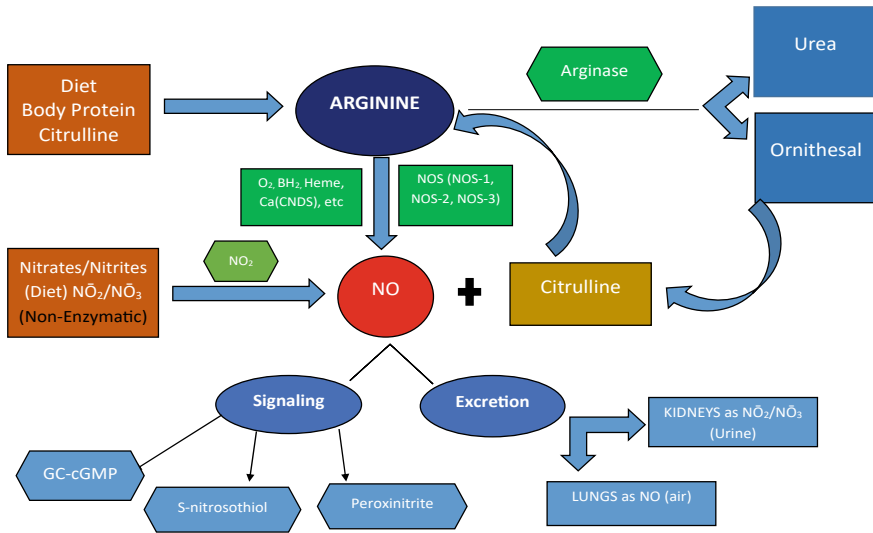 Diet
Body Protein
Citrulline
ARGININE
Arginase
Urea
Ornithesal
O₂, BH₂, Heme,
Ca(CNDS), etc
NOS (NOS-1,
NOS-2, NOS-3)
Nitrates/Nitrites
(Diet) NŌ₂/NŌ₃
(Non-Enzymatic)
NO₂
NO
+
Citrulline
Signaling
Excretion
KIDNEYS as NŌ₂/NŌ₃
(Urine)
GC-cGMP
S-nitrosothiol
Peroxinitrite
LUNGS as NO (air)